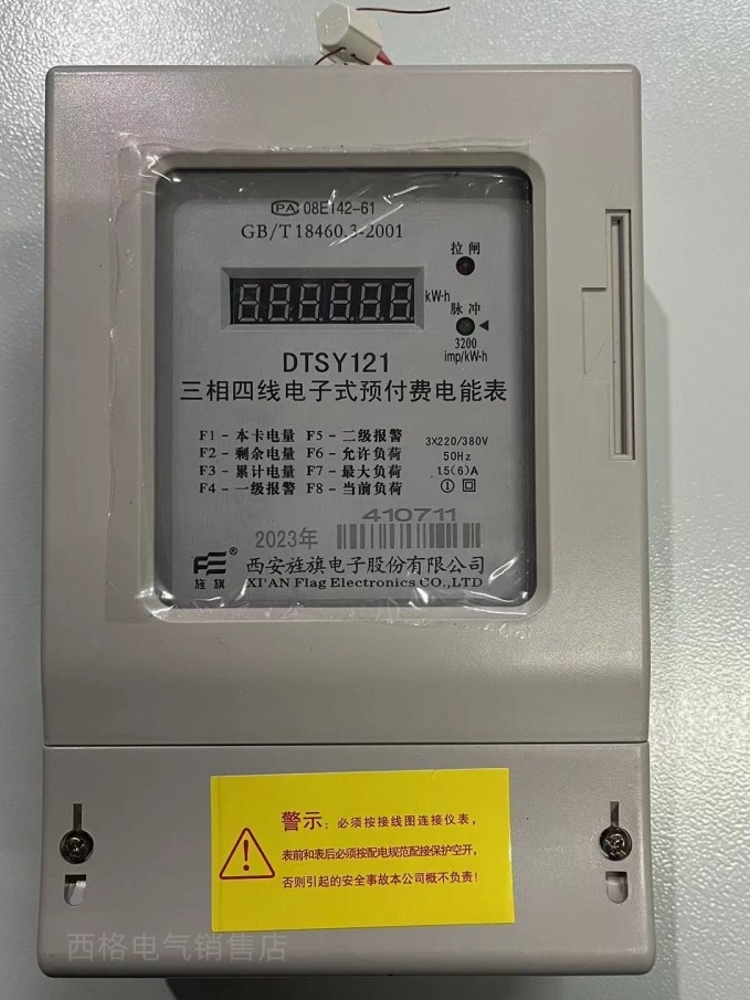 PA 08E142-61
GB/T 18460.3-2001
拉闸
kW·h
脉冲
3200
imp/kW·h
DTSY121
三相四线电子式预付费电能表
F1 - 本卡电量 F5 - 二级报警
F2 - 剩余电量 F6 - 允许负荷
F3 - 累计电量 F7 - 最大负荷
F4 - 一级报警 F8 - 当前负荷
3X220/380V
50Hz
1.5(6)A
1
410711
2023年
FE®
旌旗
西安旌旗电子股份有限公司
XI'AN Flag Electronics CO.,LTD
警示：必须按接线图连接仪表，
表前和表后必须按配电规范配接保护空开，
否则引起的安全事故本公司概不负责！
西格电气销售店